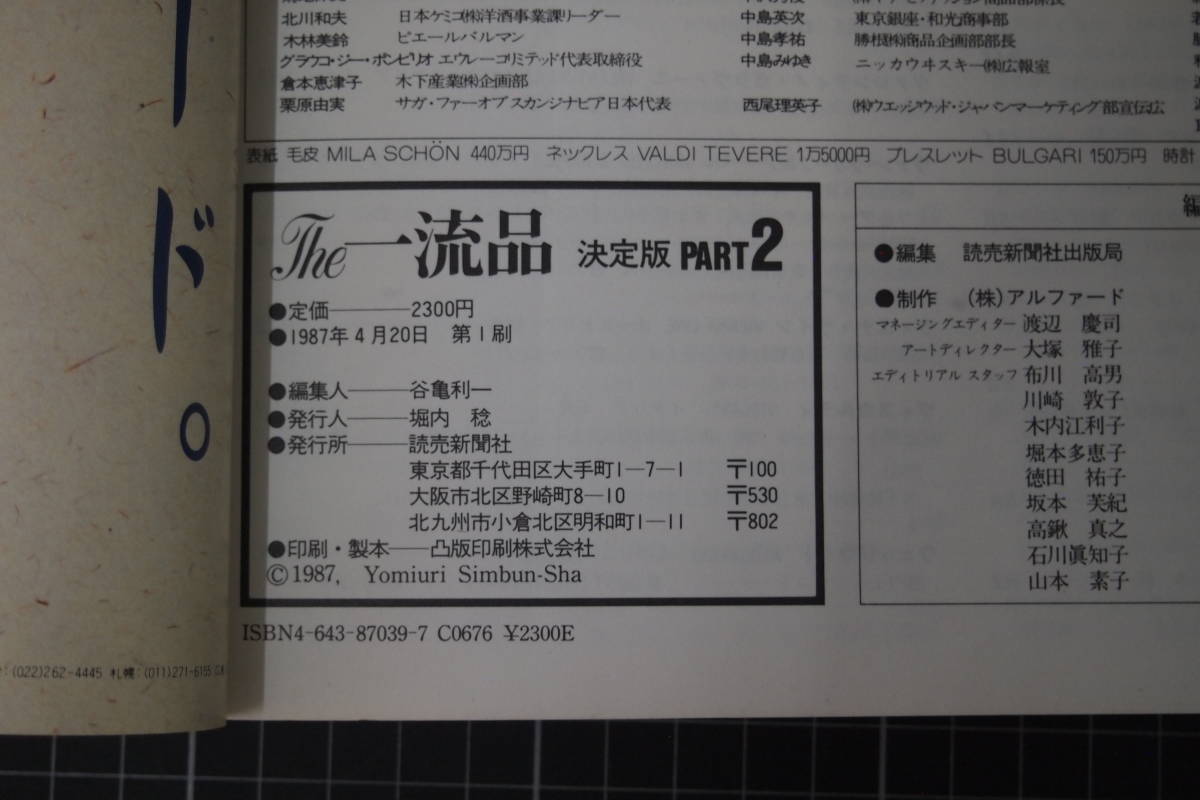 ード。
北川和夫 日本ケミコ㈱洋酒事業課リーダー
木林美鈴 ピエールバルマン
グラウコ・ジー・ポンピリオ エウレーコリミテッド代表取締役
倉本恵津子 木下産業㈱企画部
栗原由実 サガ・ファーオブスカンジナビア日本代表
中島英次 東京銀座・和光商事部
中島孝祐 勝根㈱商品企画部部長
中島みゆき ニッカウヰスキー㈱広報室
西尾理英子 ㈱ウエッジウッド・ジャパンマーケティング部宣伝広
表紙 毛皮 MILA SCHÖN 440万円 ネックレス VALDI TEVERE 1万5000円 ブレスレット BULGARI 150万円 時計
The一流品 決定版 PART2
●定価——2300円
●1987年4月20日 第1刷
●編集人——谷亀利一
●発行人——堀内 稔
●発行所——読売新聞社
東京都千代田区大手町1—7—1 〒100
大阪市北区野崎町8—10 〒530
北九州市小倉北区明和町1—11 〒802
●印刷・製本——凸版印刷株式会社
©1987, Yomiuri Simbun-Sha
ISBN4-643-87039-7 C0676 ¥2300E
編
●編集 読売新聞社出版局
●制作 (株)アルファード
マネージングエディター 渡辺 慶司
アートディレクター 大塚 雅子
エディトリアル スタッフ 布川 高男
川崎 敦子
木内江利子
堀本多恵子
徳田 祐子
坂本 芙紀
高鍬 真之
石川眞知子
山本 素子
(022)262-4445 札幌:(011)271-6155